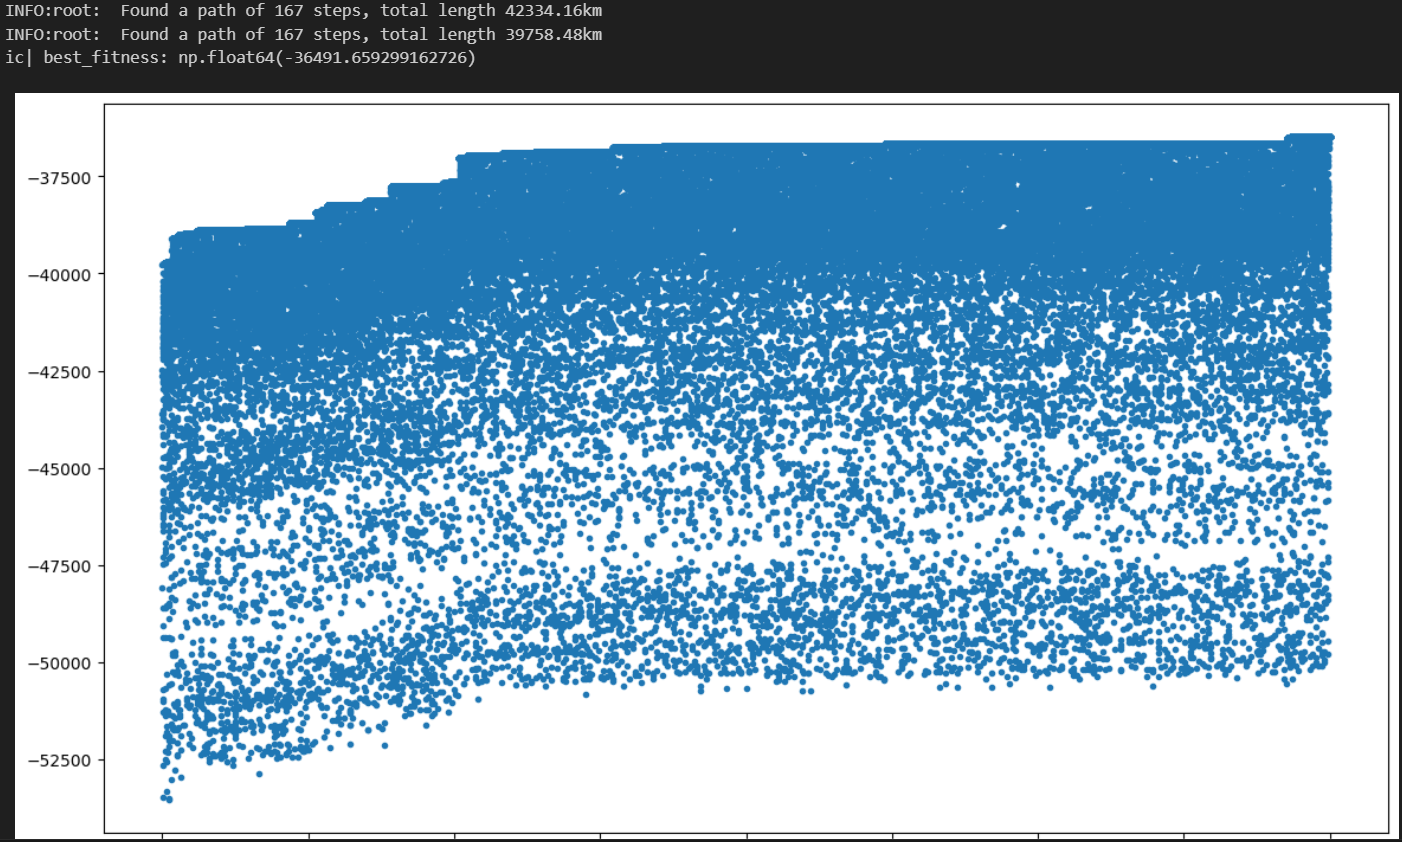 INFO:root:  Found a path of 167 steps, total length 42334.16km
INFO:root:  Found a path of 167 steps, total length 39758.48km
ic| best_fitness: np.float64(-36491.659299162726)
−37500
−40000
−42500
−45000
−47500
−50000
−52500